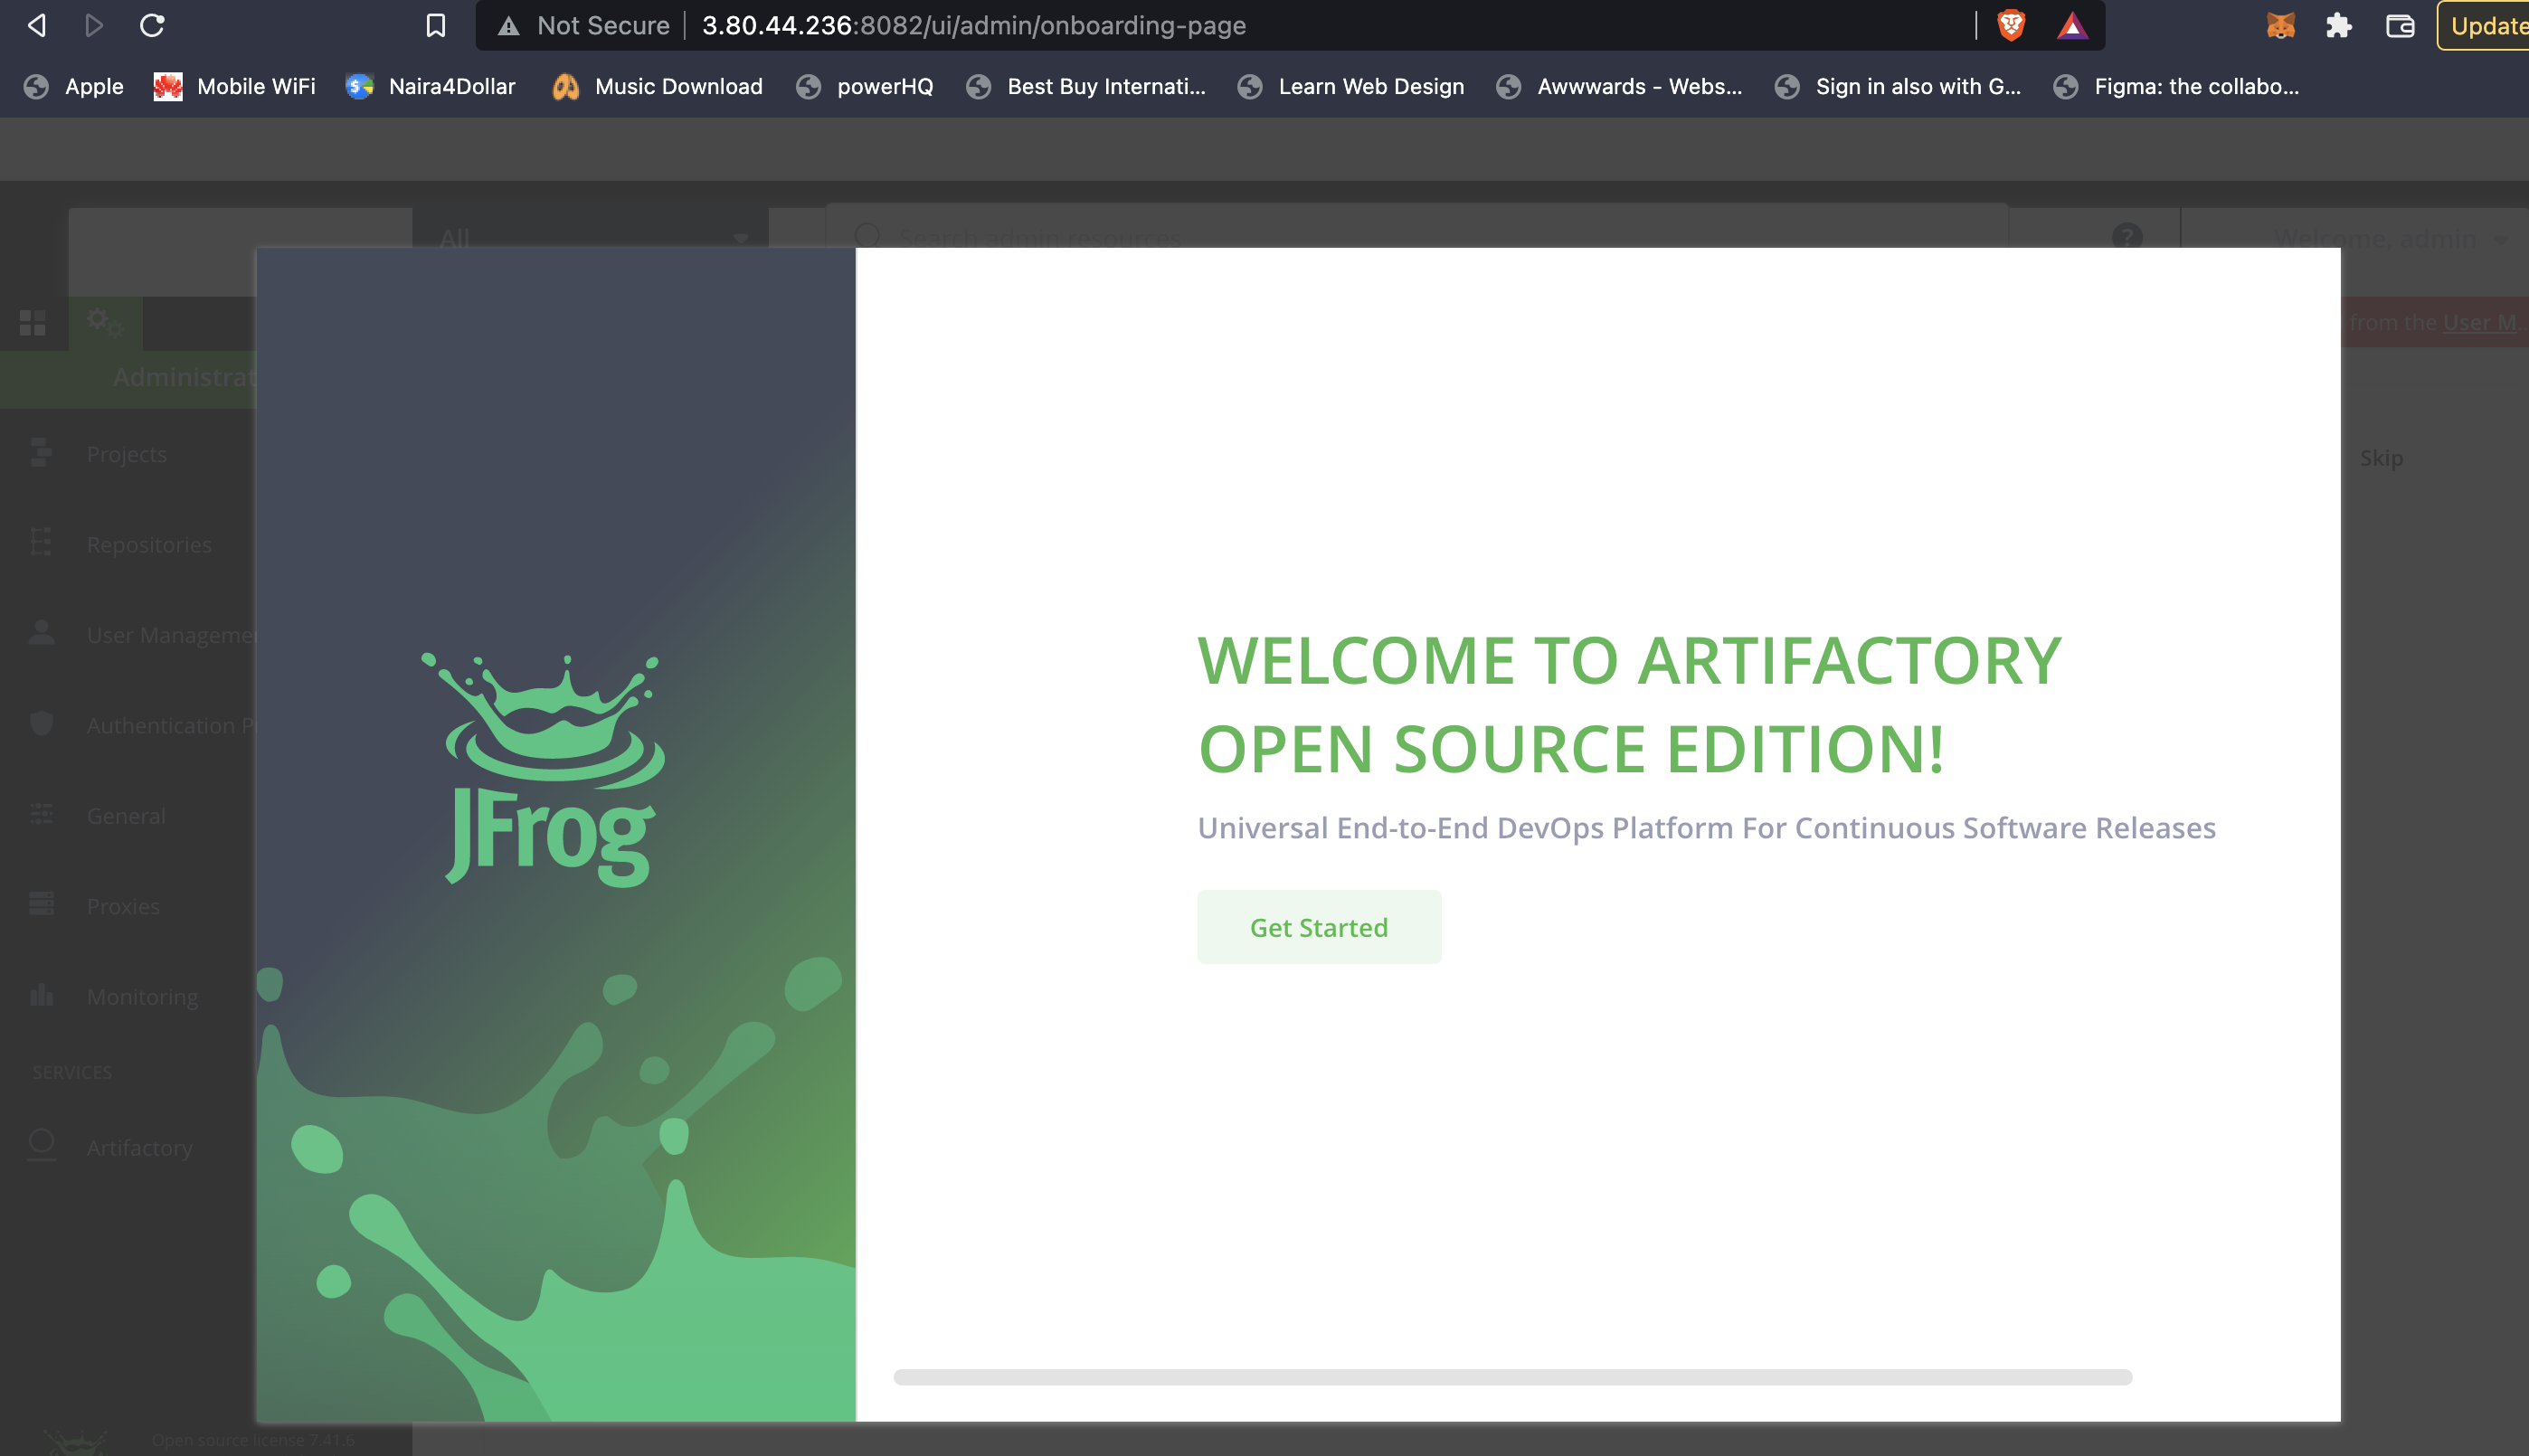 Not Secure 3.80.44.236:8082/ui/admin/onboarding-page Update
Apple Mobile WiFi Naira4Dollar Music Download powerHQ Best Buy Internati... Learn Web Design Awwwards - Webs... Sign in also with G... Figma: the collabo...
All Search admin resources ? Welcome, admin
from the User M...
Administrat
Projects
Skip
Repositories
User Managemen
Authentication P
General
Proxies
Monitoring
SERVICES
Artifactory
Open source license 7.41.6
JFrog
WELCOME TO ARTIFACTORY
OPEN SOURCE EDITION!
Universal End-to-End DevOps Platform For Continuous Software Releases
Get Started